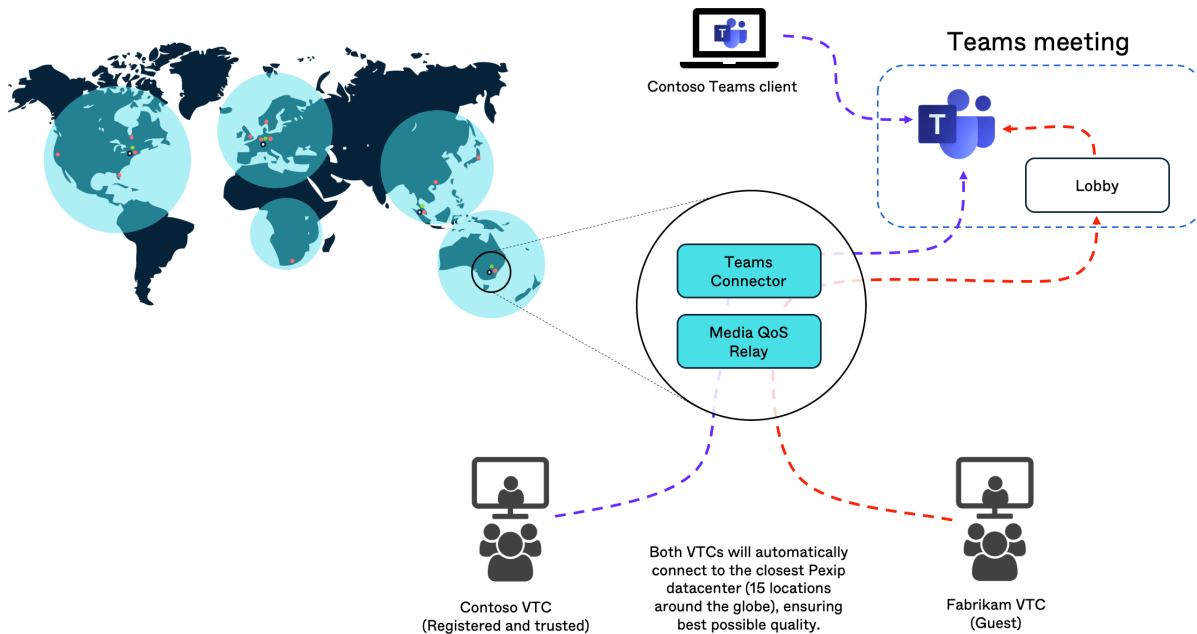 Teams meeting
T
Contoso Teams client
T
Lobby
Teams
Connector
Media QoS
Relay
Both VTCs will automatically
connect to the closest Pexip
datacenter (15 locations
around the globe), ensuring
best possible quality.
Contoso VTC
(Registered and trusted)
Fabrikam VTC
(Guest)